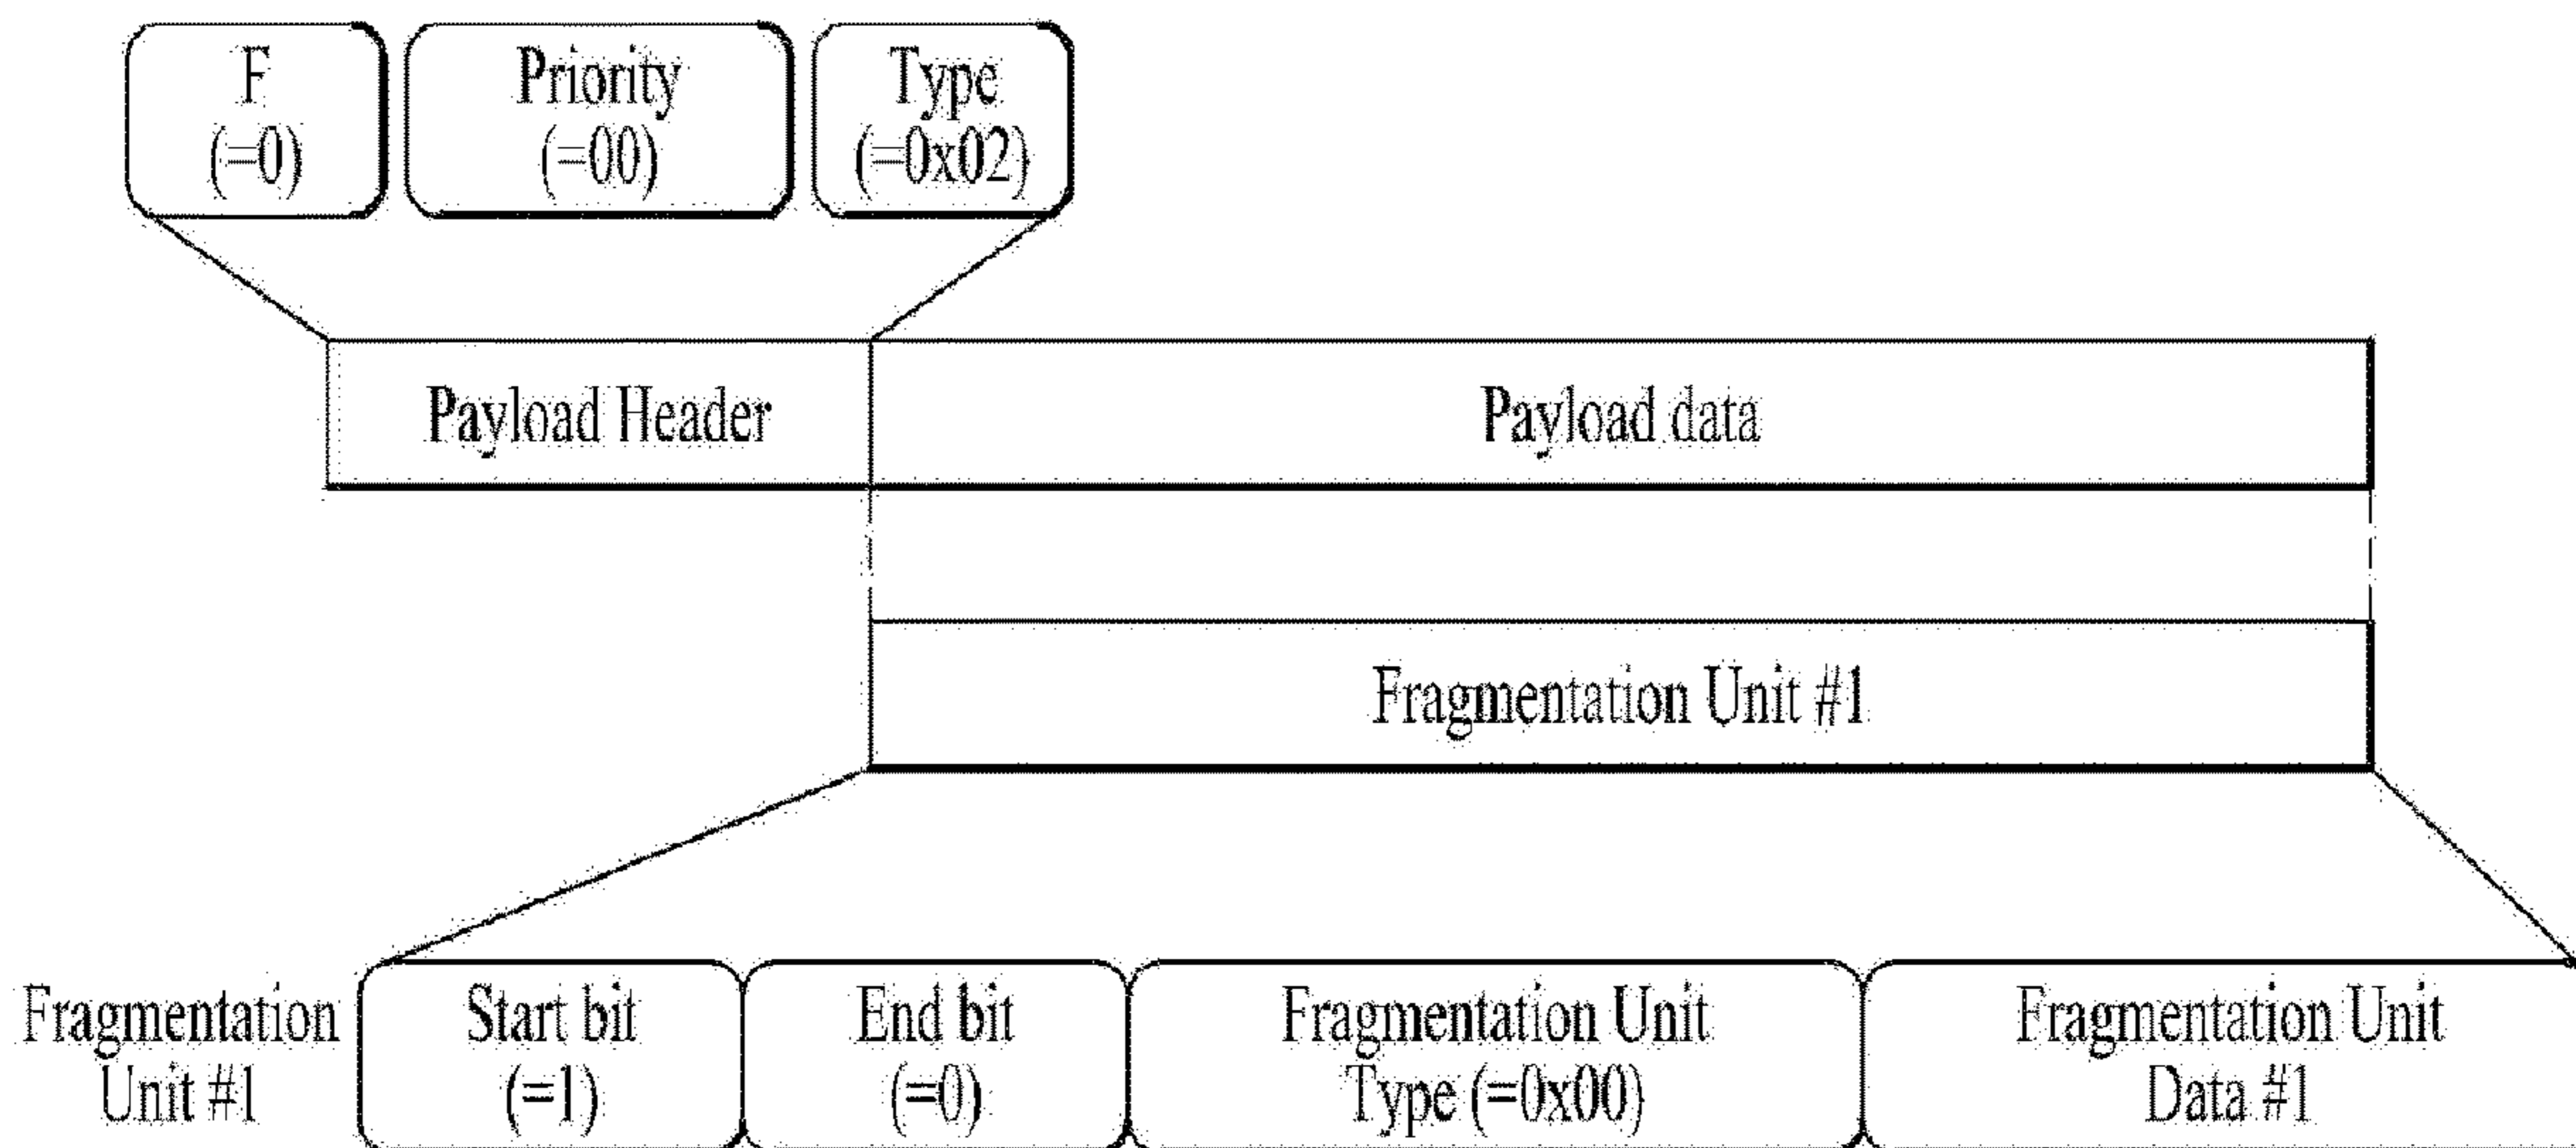 F
(=0)
Priority
(=00)
Type
(=0x02)
Payload Header
Payload data
Fragmentation Unit #1
Fragmentation
Unit #1
Start bit
(=1)
End bit
(=0)
Fragmentation Unit
Type (=0x00)
Fragmentation Unit
Data #1